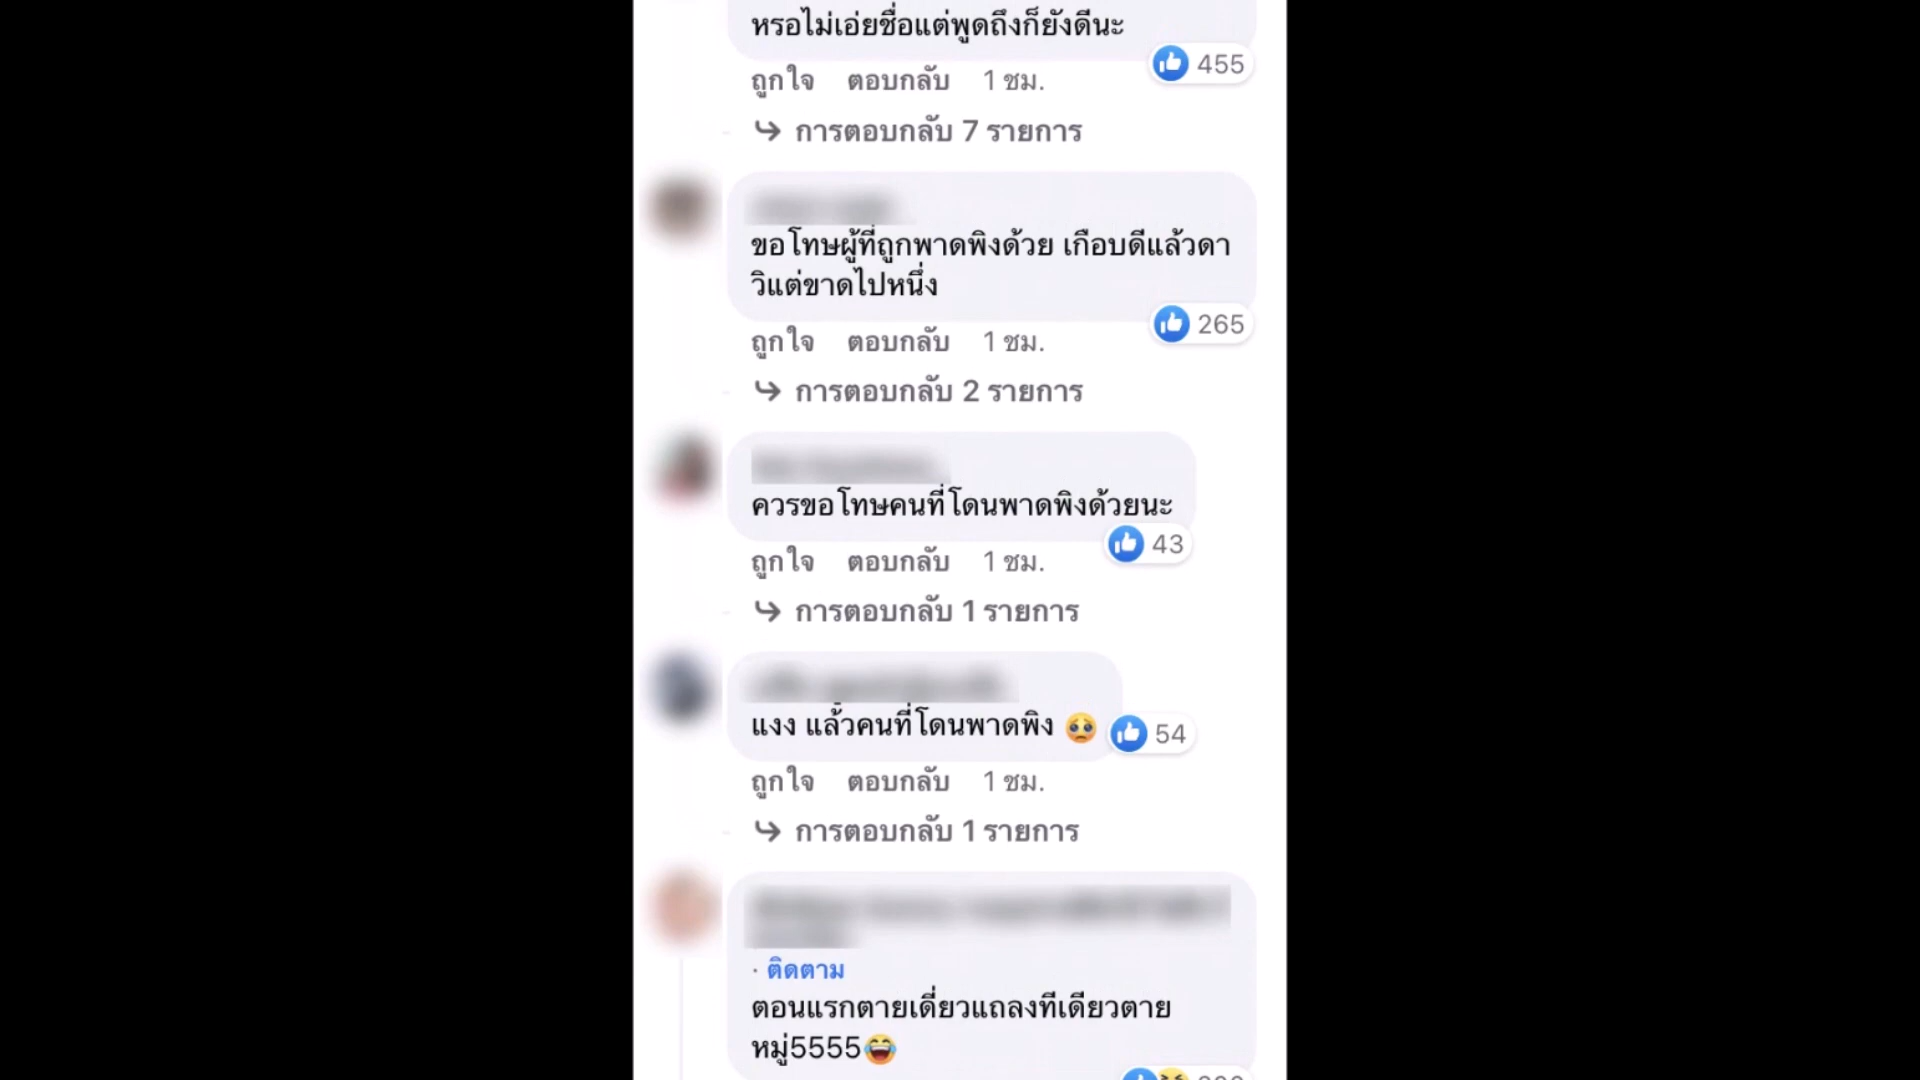 หรอไม่เอ่ยชื่อแต่พูดถึงก็ยังดีนะ
455
ถูกใจ ตอบกลับ 1 ชม.
การตอบกลับ 7 รายการ
ขอโทษผู้ที่ถูกพาดพิงด้วย เกือบดีแล้วดา
วิแต่ขาดไปหนึ่ง
265
ถูกใจ ตอบกลับ 1 ชม.
การตอบกลับ 2 รายการ
ควรขอโทษคนที่โดนพาดพิงด้วยนะ
43
ถูกใจ ตอบกลับ 1 ชม.
การตอบกลับ 1 รายการ
แงง แล้วคนที่โดนพาดพิง 🥺
54
ถูกใจ ตอบกลับ 1 ชม.
การตอบกลับ 1 รายการ
· ติดตาม
ตอนแรกตายเดี่ยวแถลงทีเดียวตาย
หมู่5555😂